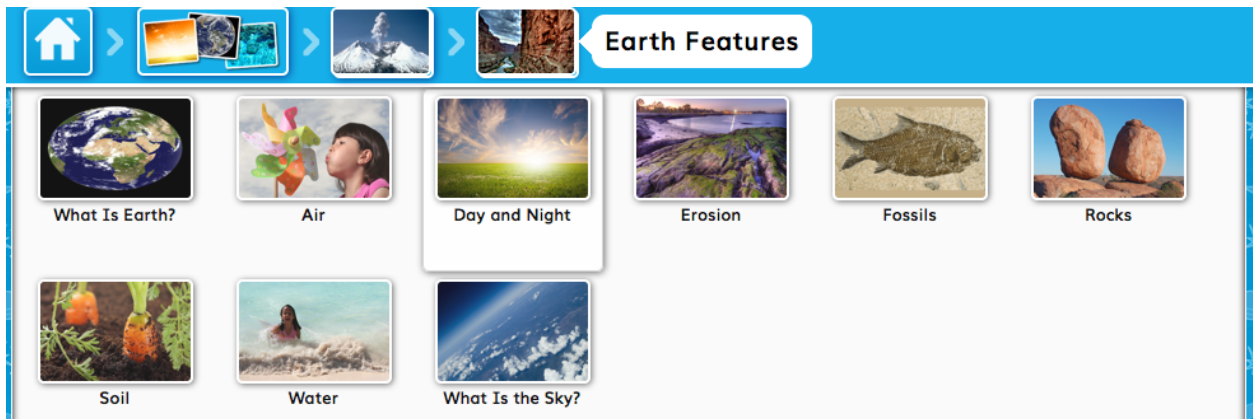 Earth Features
What Is Earth?
Air
Day and Night
Erosion
Fossils
Rocks
Soil
Water
What Is the Sky?